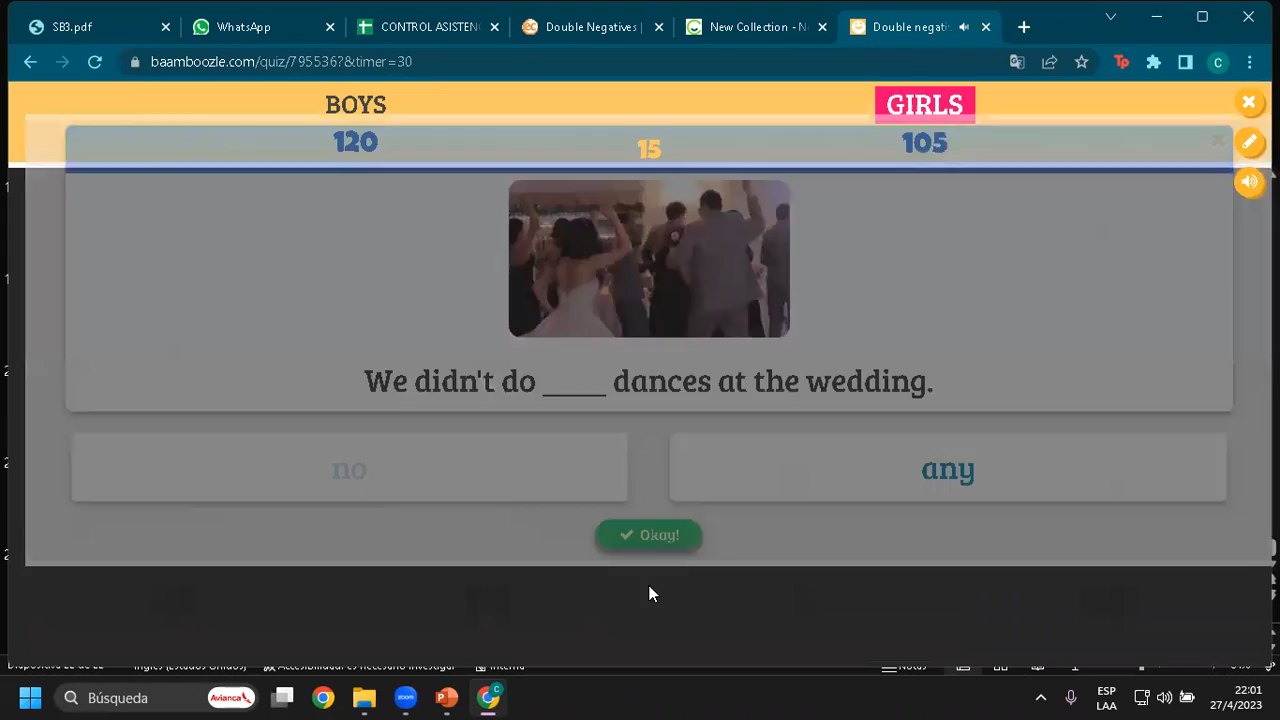 SB3.pdf
WhatsApp
CONTROL ASISTEN
Double Negatives |
New Collection - N
Double negati
baamboozle.com/quiz/795536?&timer=30
BOYS
GIRLS
120
15
105
We didn't do ____ dances at the wedding.
no
any
Okay!
Búsqueda
Avianca
ESP
LAA
22:01
27/4/2023